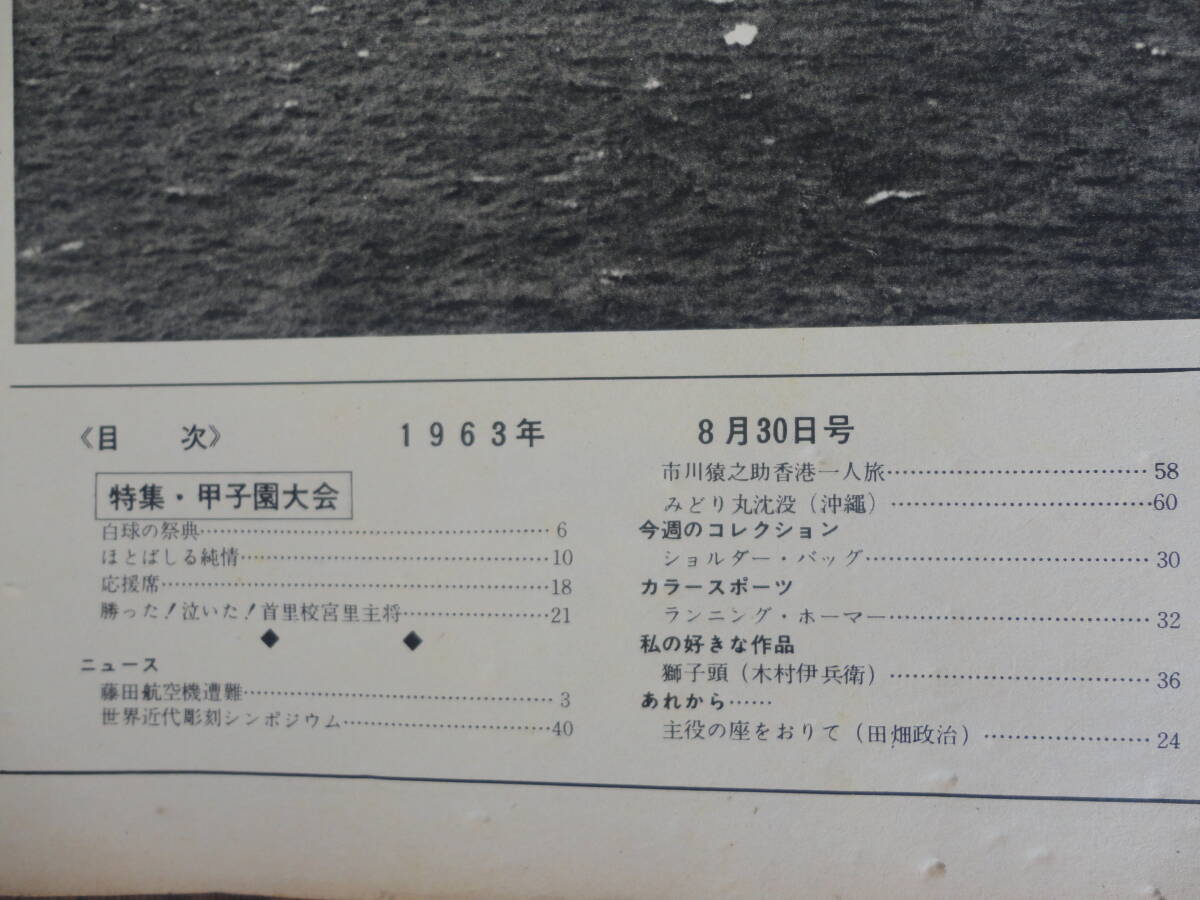 《目　次》　1963年　8月30日号
特集・甲子園大会
白球の祭典……………………………………6
ほとばしる純情………………………………10
応援席…………………………………………18
勝った！泣いた！首里校宮里主将……………21
◆　◆
ニュース
藤田航空機遭難………………………………3
世界近代彫刻シンポジウム…………………40
市川猿之助香港一人旅………………………58
みどり丸沈没（沖繩）………………………60
今週のコレクション
ショルダー・バッグ…………………………30
カラースポーツ
ランニング・ホーマー………………………32
私の好きな作品
獅子頭（木村伊兵衛）………………………36
あれから……
主役の座をおりて（田畑政治）……………24